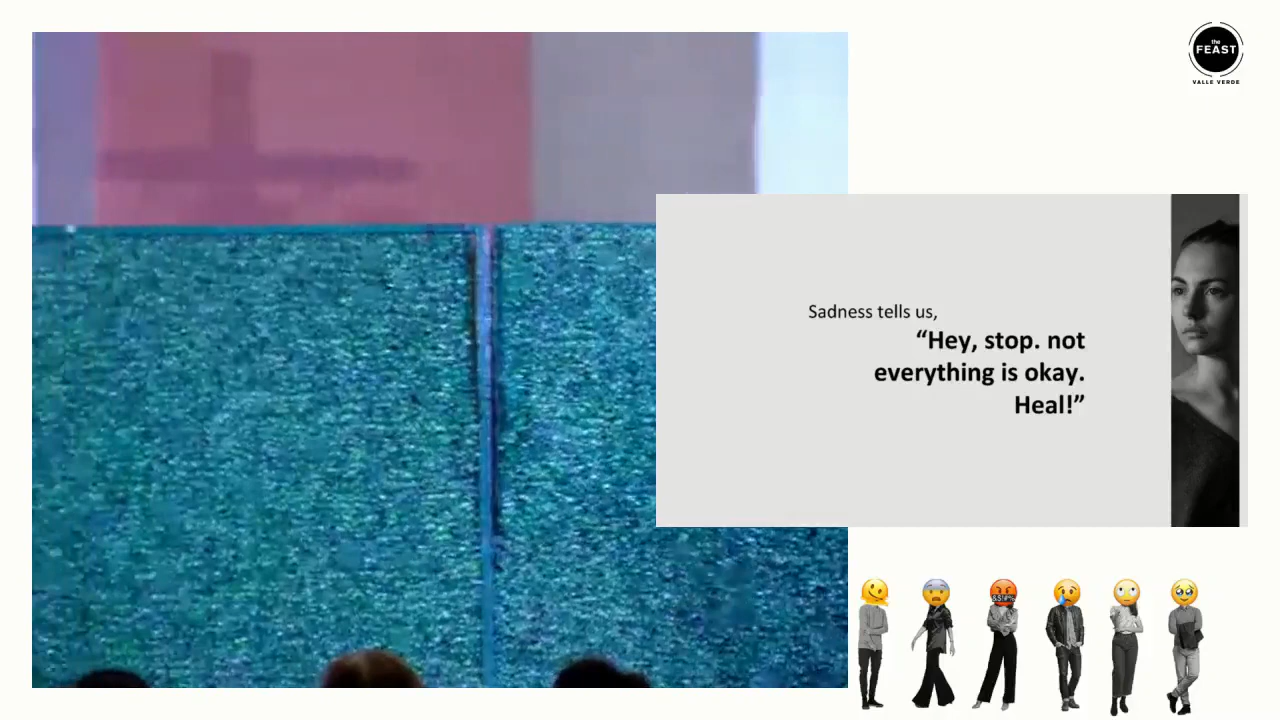 the
FEAST
VALLE VERDE
Sadness tells us,
“Hey, stop. not
everything is okay.
Heal!”
&$!#%